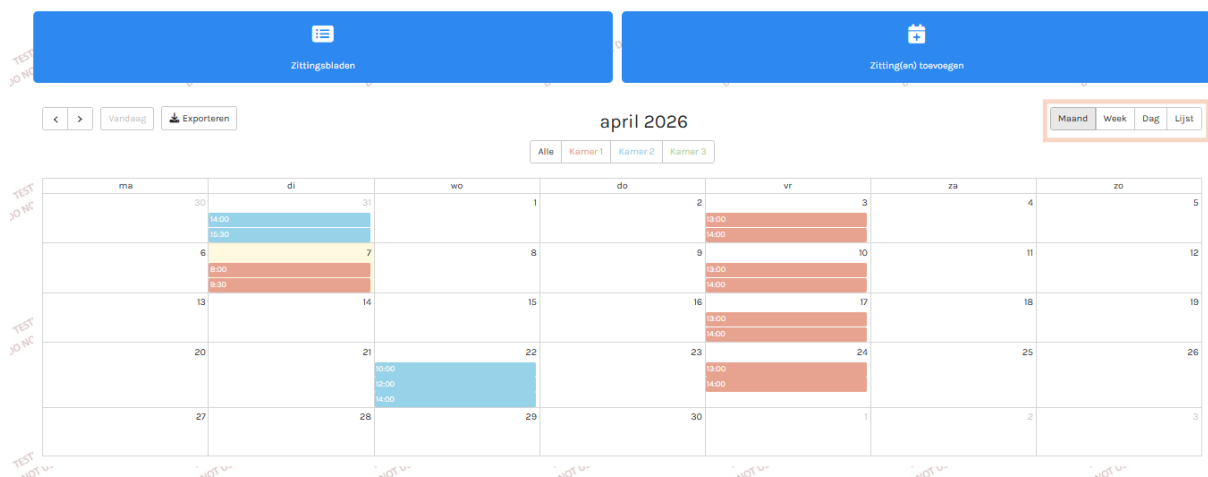 Zittingsbladen
Zitting(en) toevoegen
Vandaag
Exporteren
april 2026
Maand Week Dag Lijst
Alle Kamer 1 Kamer 2 Kamer 3
ma di wo do vr za zo
30 31 1 2 3 4 5
14:00 13:00
15:30 14:00
6 7 8 9 10 11 12
8:00 13:00
9:30 14:00
13 14 15 16 17 18 19
13:00
14:00
20 21 22 23 24 25 26
10:00 13:00
12:00 14:00
14:00
27 28 29 30 1 2 3
TEST
TEST
TEST